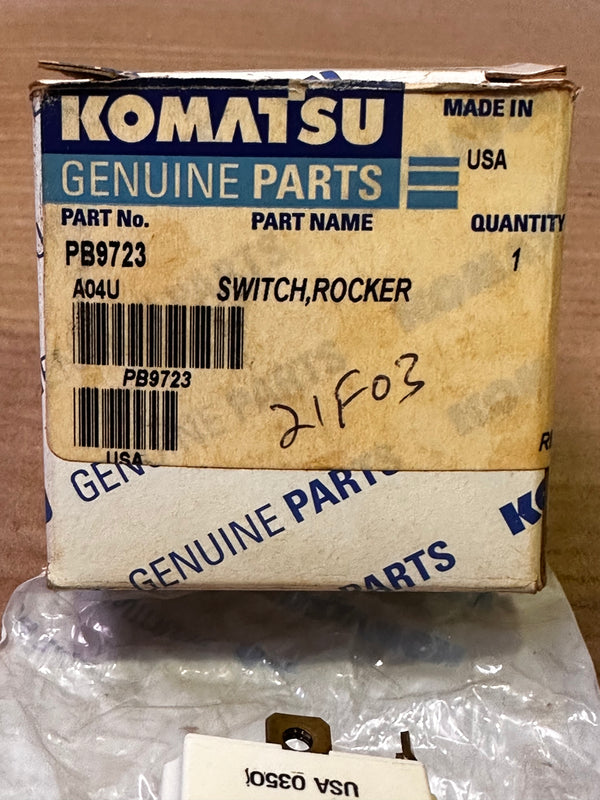 KOMATSU
GENUINE PARTS
MADE IN
USA
PART No.
PART NAME
QUANTITY
PB9723
SWITCH,ROCKER
1
A04U
PB9723
21F03
USA
GENUINE PARTS
GENUINE PARTS
USA 0350